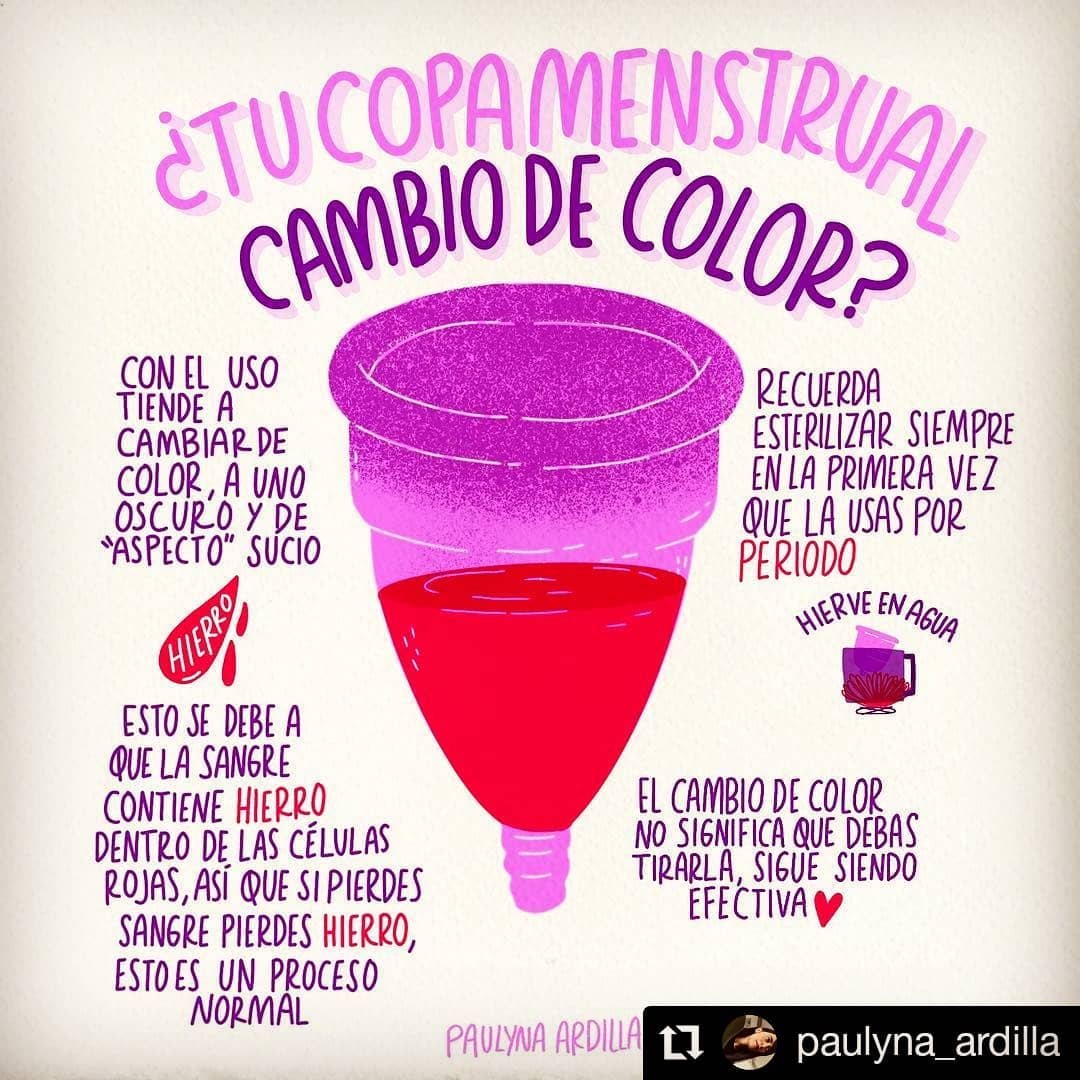 ¿TU COPA MENSTRUAL
CAMBIO DE COLOR?
CON EL USO
TIENDE A
CAMBIAR DE
COLOR, A UNO
OSCURO Y DE
"ASPECTO" SUCIO
HIERRO
ESTO SE DEBE A
QUE LA SANGRE
CONTIENE HIERRO
DENTRO DE LAS CÉLULAS
ROJAS, ASÍ QUE SI PIERDES
SANGRE PIERDES HIERRO,
ESTO ES UN PROCESO
NORMAL
RECUERDA
ESTERILIZAR SIEMPRE
EN LA PRIMERA VEZ
QUE LA USAS POR
PERIODO
HIERVE EN AGUA
EL CAMBIO DE COLOR
NO SIGNIFICA QUE DEBAS
TIRARLA, SIGUE SIENDO
EFECTIVA
PAULYNA ARDILLA
paulyna_ardilla